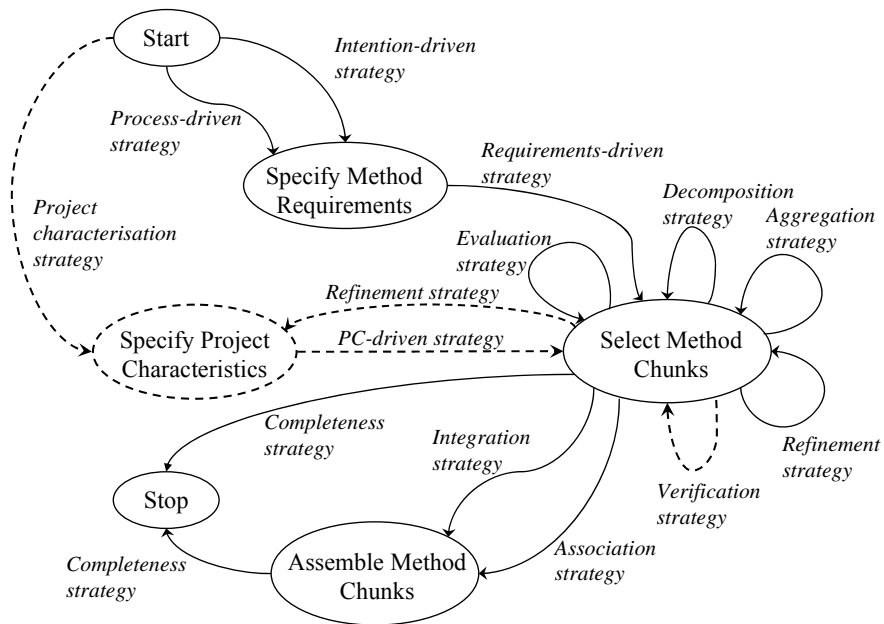 Start
Intention-driven
strategy
Process-driven
strategy
Specify Method
Requirements
Requirements-driven
strategy
Decomposition
strategy
Aggregation
strategy
Project
characterisation
strategy
Evaluation
strategy
Refinement strategy
Specify Project
Characteristics
PC-driven strategy
Select Method
Chunks
Completeness
strategy
Integration
strategy
Refinement
strategy
Verification
strategy
Stop
Association
strategy
Completeness
strategy
Assemble Method
Chunks